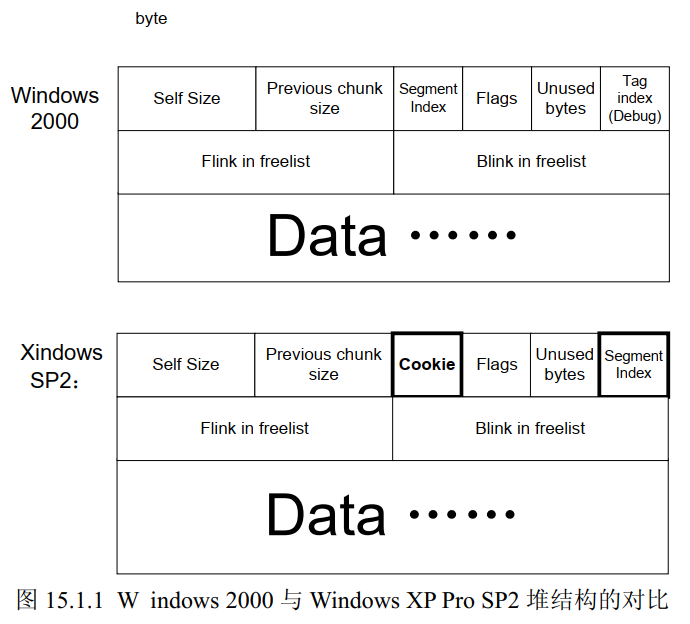 byte
Windows
2000
Self Size
Previous chunk
size
Segment
Index
Flags
Unused
bytes
Tag
index
(Debug)
Flink in freelist
Blink in freelist
Data ······
Xindows
SP2：
Self Size
Previous chunk
size
Cookie
Flags
Unused
bytes
Segment
Index
Flink in freelist
Blink in freelist
Data ······
图 15.1.1 W indows 2000 与 Windows XP Pro SP2 堆结构的对比